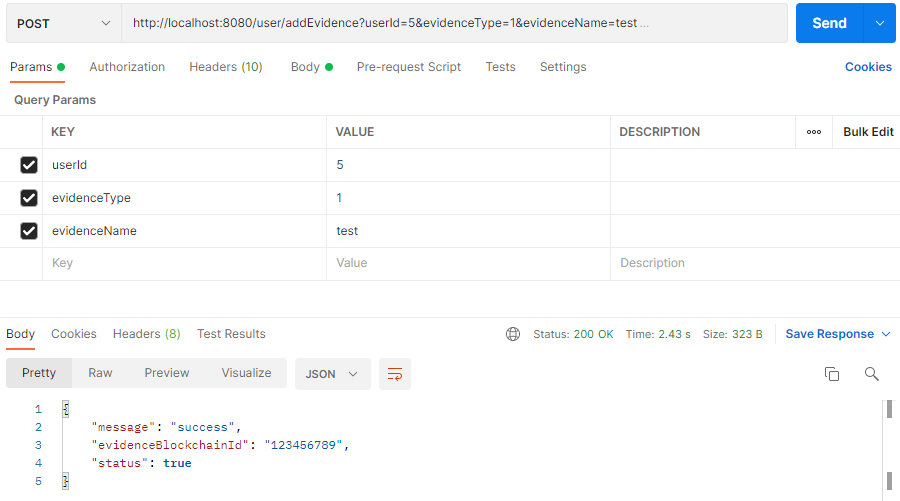 POST http://localhost:8080/user/addEvidence?userId=5&evidenceType=1&evidenceName=test ... Send
Params Authorization Headers (10) Body Pre-request Script Tests Settings Cookies
Query Params
KEY VALUE DESCRIPTION ooo Bulk Edit
userId 5
evidenceType 1
evidenceName test
Key Value Description
Body Cookies Headers (8) Test Results Status: 200 OK Time: 2.43 s Size: 323 B Save Response
Pretty Raw Preview Visualize JSON
1 {
2 "message": "success",
3 "evidenceBlockchainId": "123456789",
4 "status": true
5 }